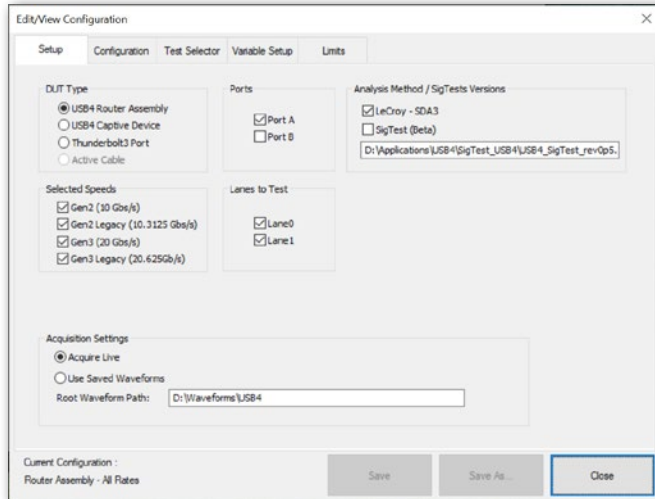 Edit/View Configuration
Setup
Configuration
Test Selector
Variable Setup
Limits
DUT Type
USB4 Router Assembly
USB4 Captive Device
Thunderbolt3 Port
Active Cable
Ports
Port A
Port B
Analysis Method / SigTests Versions
LeCroy - SDA3
SigTest (Beta)
D:\Applications\USB4\SigTest_USB4\USB4_SigTest_rev0p5.
Selected Speeds
Gen2 (10 Gbs/s)
Gen2 Legacy (10.3125 Gbs/s)
Gen3 (20 Gbs/s)
Gen3 Legacy (20.625Gb/s)
Lanes to Test
Lane0
Lane1
Acquisition Settings
Acquire Live
Use Saved Waveforms
Root Waveform Path: D:\Waveforms\USB4
Current Configuration :
Router Assembly - All Rates
Save
Save As...
Close